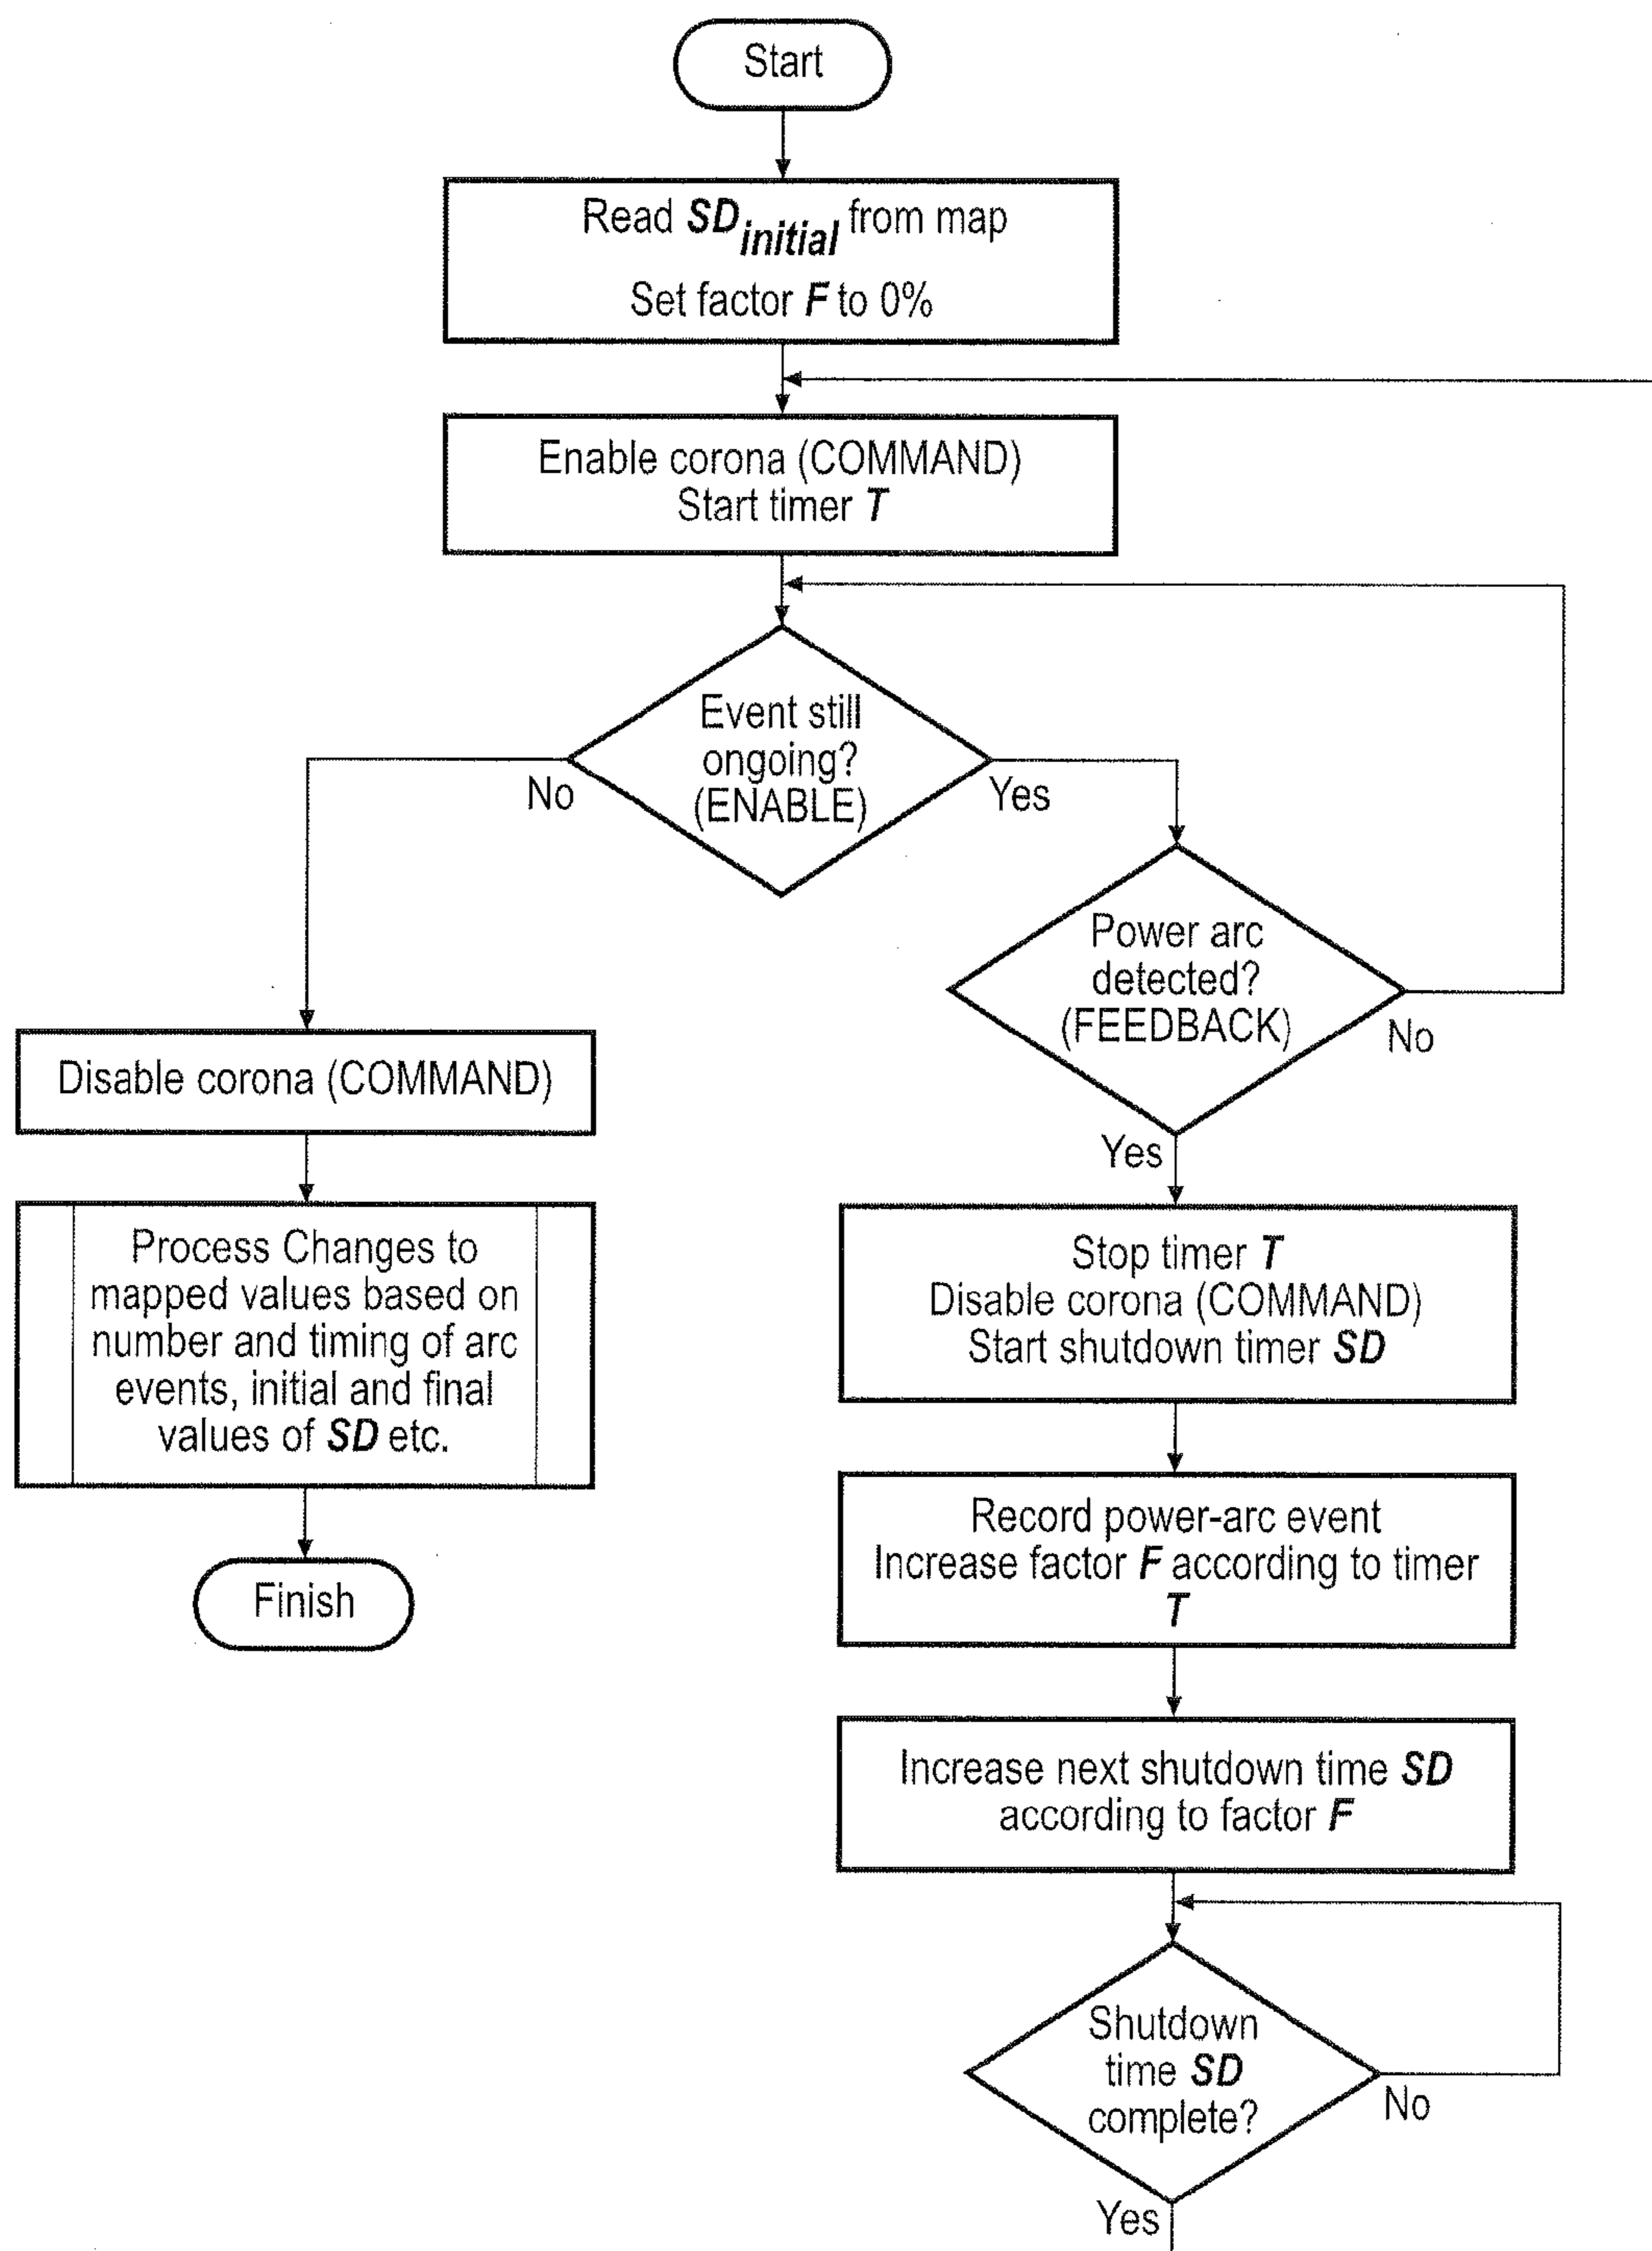 Start
Read SDinitial from map
Set factor F to 0%
Enable corona (COMMAND)
Start timer T
Event still
ongoing?
(ENABLE)
No
Yes
Power arc
detected?
(FEEDBACK)
No
Yes
Disable corona (COMMAND)
Process Changes to
mapped values based on
number and timing of arc
events, initial and final
values of SD etc.
Finish
Stop timer T
Disable corona (COMMAND)
Start shutdown timer SD
Record power-arc event
Increase factor F according to timer
T
Increase next shutdown time SD
according to factor F
Shutdown
time SD
complete?
No
Yes